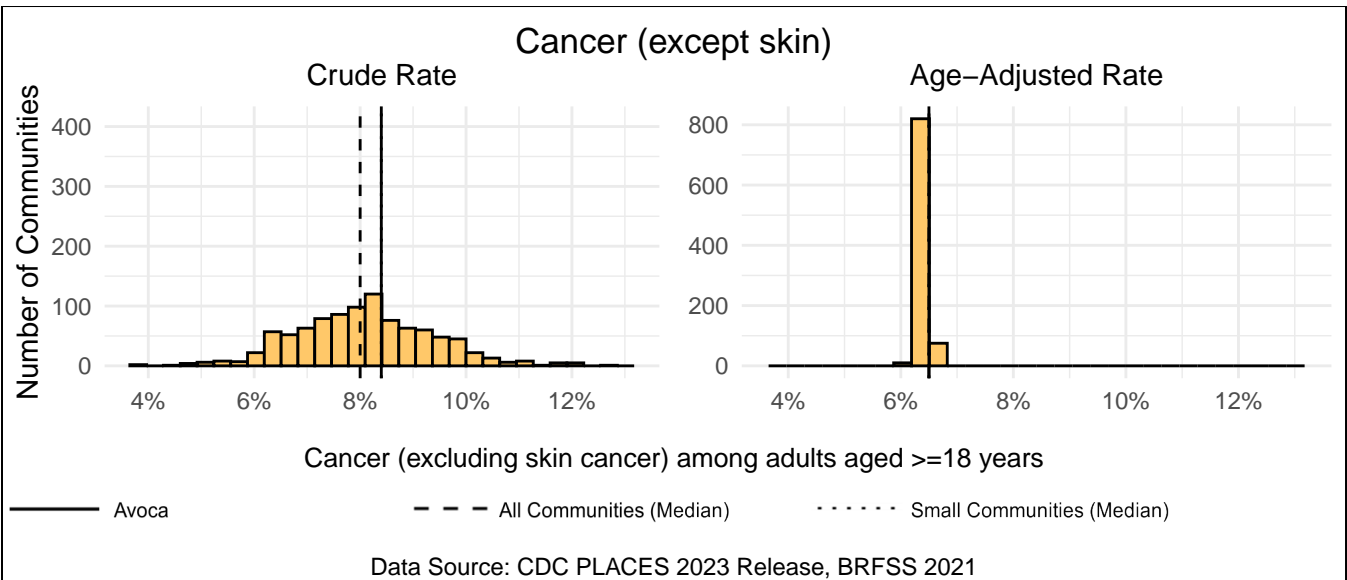 Cancer (except skin)
Crude Rate
Age−Adjusted Rate
Number of Communities
400
300
200
100
0
4%
6%
8%
10%
12%
800
600
400
200
0
4%
6%
8%
10%
12%
Cancer (excluding skin cancer) among adults aged >=18 years
Avoca
All Communities (Median)
Small Communities (Median)
Data Source: CDC PLACES 2023 Release, BRFSS 2021